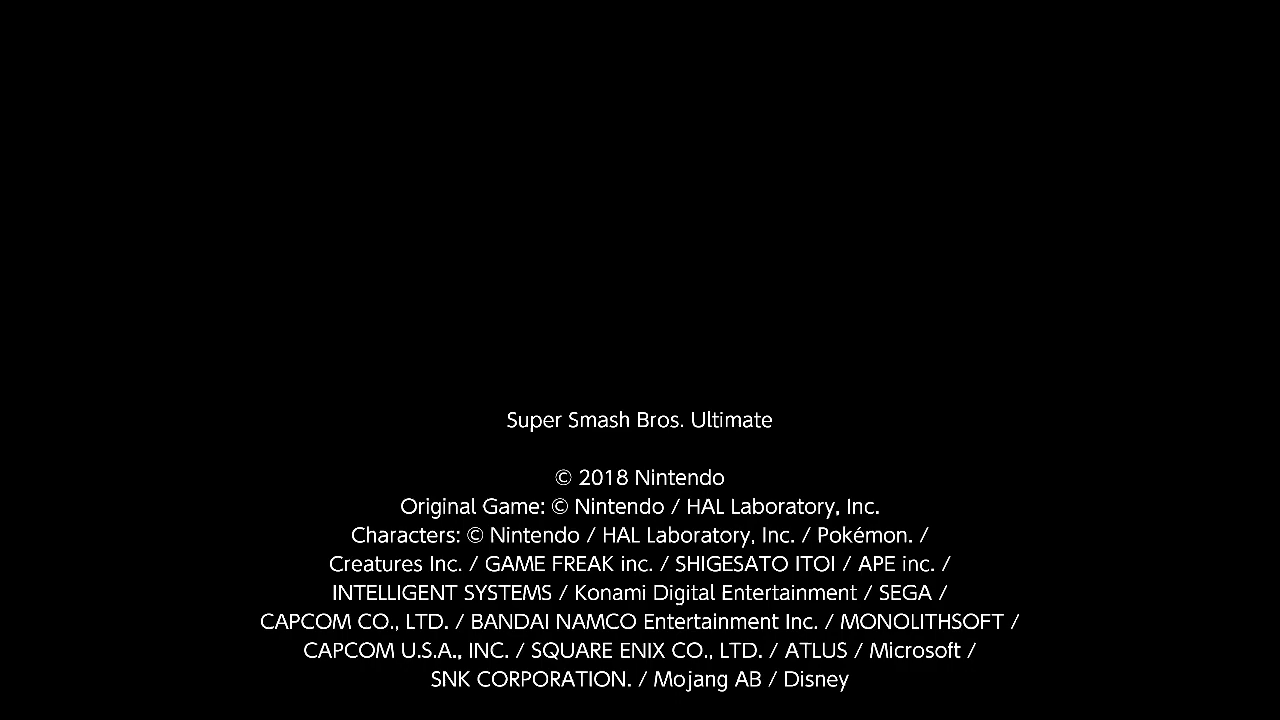 Super Smash Bros. Ultimate
© 2018 Nintendo
Original Game: © Nintendo / HAL Laboratory, Inc.
Characters: © Nintendo / HAL Laboratory, Inc. / Pokémon. /
Creatures Inc. / GAME FREAK inc. / SHIGESATO ITOI / APE inc. /
INTELLIGENT SYSTEMS / Konami Digital Entertainment / SEGA /
CAPCOM CO., LTD. / BANDAI NAMCO Entertainment Inc. / MONOLITHSOFT /
CAPCOM U.S.A., INC. / SQUARE ENIX CO., LTD. / ATLUS / Microsoft /
SNK CORPORATION. / Mojang AB / Disney